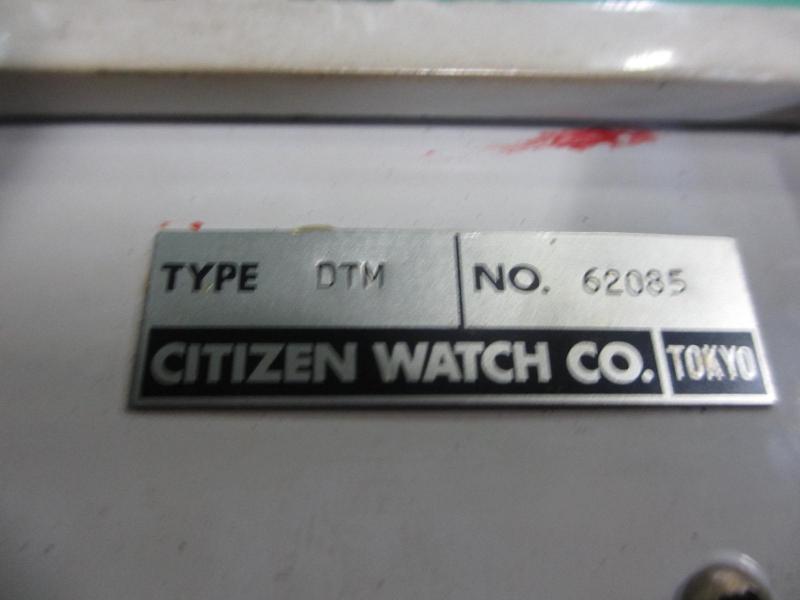 TYPE DTM NO. 62085
CITIZEN WATCH CO. TOKYO